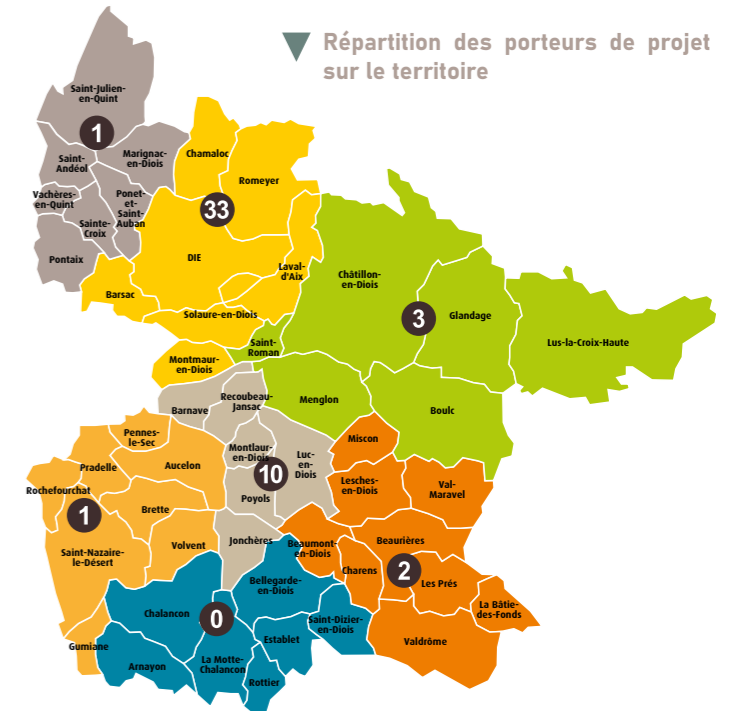 Répartition des porteurs de projet
sur le territoire
Saint-Julien-
en-Quint
1
Saint-
Andéol
Marignac-
en-Diois
Vachères-
en-Quint
Ponet-
et-
Saint-
Auban
Sainte-
Croix
Pontaix
Chamaloc
Romeyer
33
DIE
Laval-
d'Aix
Barsac
Solaure-en-Diois
Montmaur-
en-Diois
Châtillon-
en-Diois
3
Glandage
Lus-la-Croix-Haute
Saint-
Roman
Menglon
Boulc
Barnave
Recoubeau-
Jansac
Montlaur-
en-Diois
Luc-
en-
Diois
10
Poyols
Jonchères
Pennes-
le-Sec
Pradelle
Aucelon
Rochefourchat
1
Brette
Saint-Nazaire-
le-Désert
Volvent
Gumiane
Miscon
Lesches-
en-Diois
Val-
Maravel
Beaurières
Beaumont-
en-Diois
Charens
2
Les Prés
La Bâtie-
des-Fonds
Valdrôme
Bellegarde-
en-Diois
Chalancon
0
Saint-Dizier-
en-Diois
Establet
Arnayon
La Motte-
Chalancon
Rottier